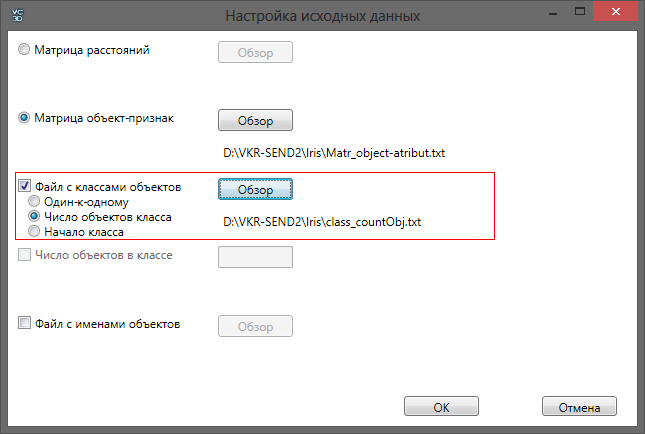 VC
3D
Настройка исходных данных
Матрица расстояний
Обзор
Матрица объект-признак
Обзор
D:\VKR-SEND2\Iris\Matr_object-atribut.txt
Файл с классами объектов
Обзор
Один-к-одному
Число объектов класса
D:\VKR-SEND2\Iris\class_countObj.txt
Начало класса
Число объектов в классе
Файл с именами объектов
Обзор
OK
Отмена